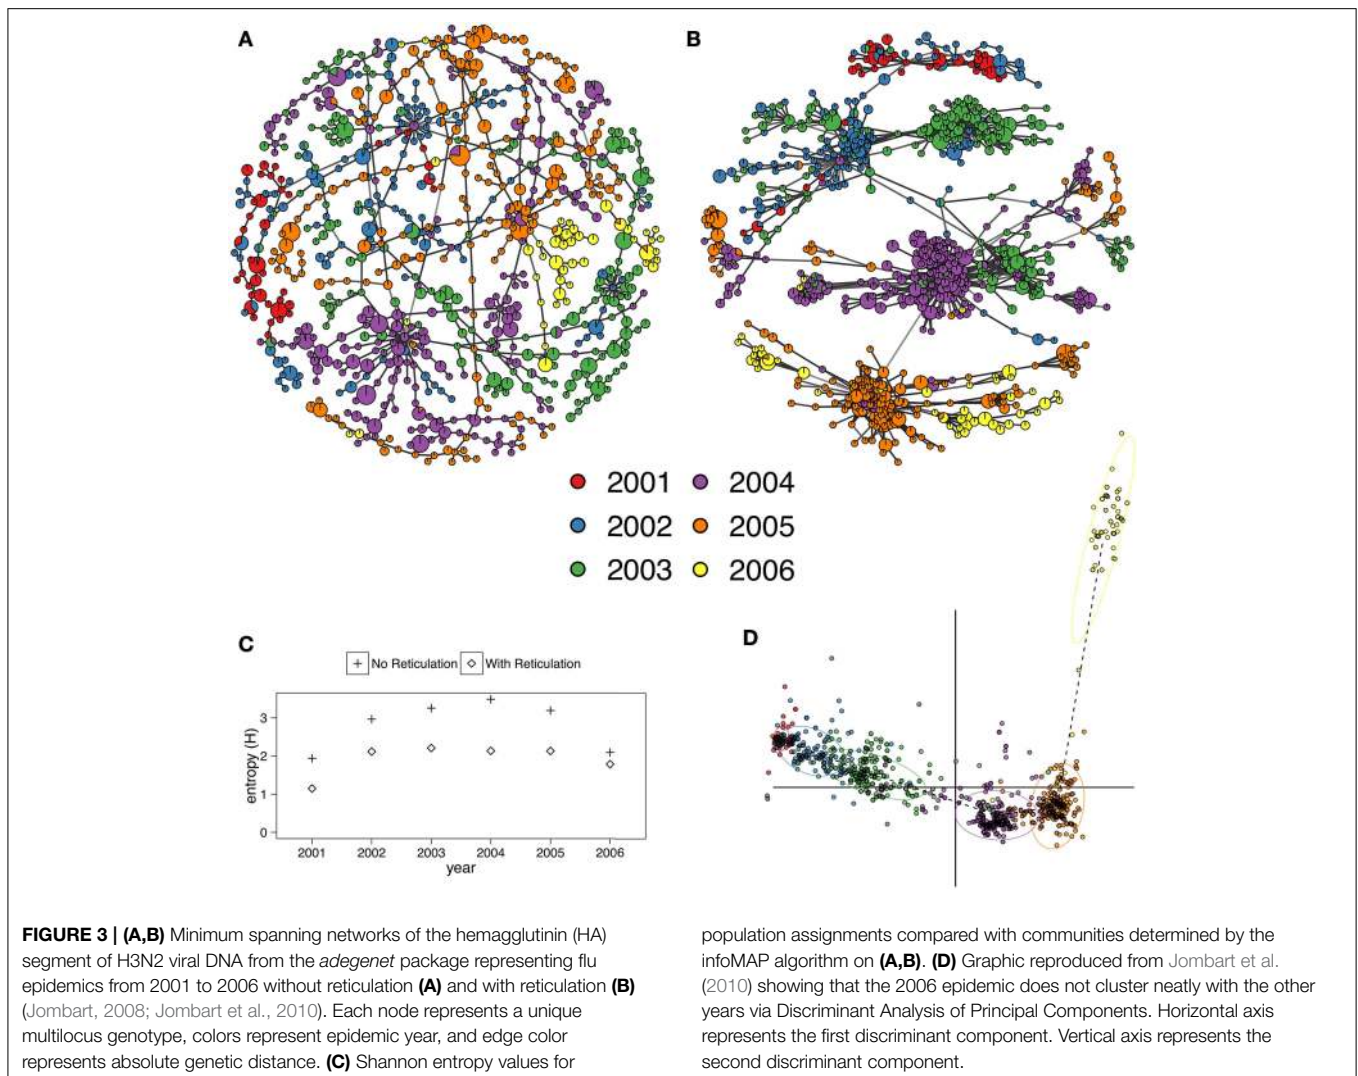 A
B
2001
2004
2002
2005
2003
2006
C
No Reticulation
With Reticulation
entropy (H)
3
2
1
0
2001
2002
2003
2004
2005
2006
year
D
FIGURE 3 | (A,B) Minimum spanning networks of the hemagglutinin (HA)
segment of H3N2 viral DNA from the adegenet package representing flu
epidemics from 2001 to 2006 without reticulation (A) and with reticulation (B)
(Jombart, 2008; Jombart et al., 2010). Each node represents a unique
multilocus genotype, colors represent epidemic year, and edge color
represents absolute genetic distance. (C) Shannon entropy values for
population assignments compared with communities determined by the
infoMAP algorithm on (A,B). (D) Graphic reproduced from Jombart et al.
(2010) showing that the 2006 epidemic does not cluster neatly with the other
years via Discriminant Analysis of Principal Components. Horizontal axis
represents the first discriminant component. Vertical axis represents the
second discriminant component.